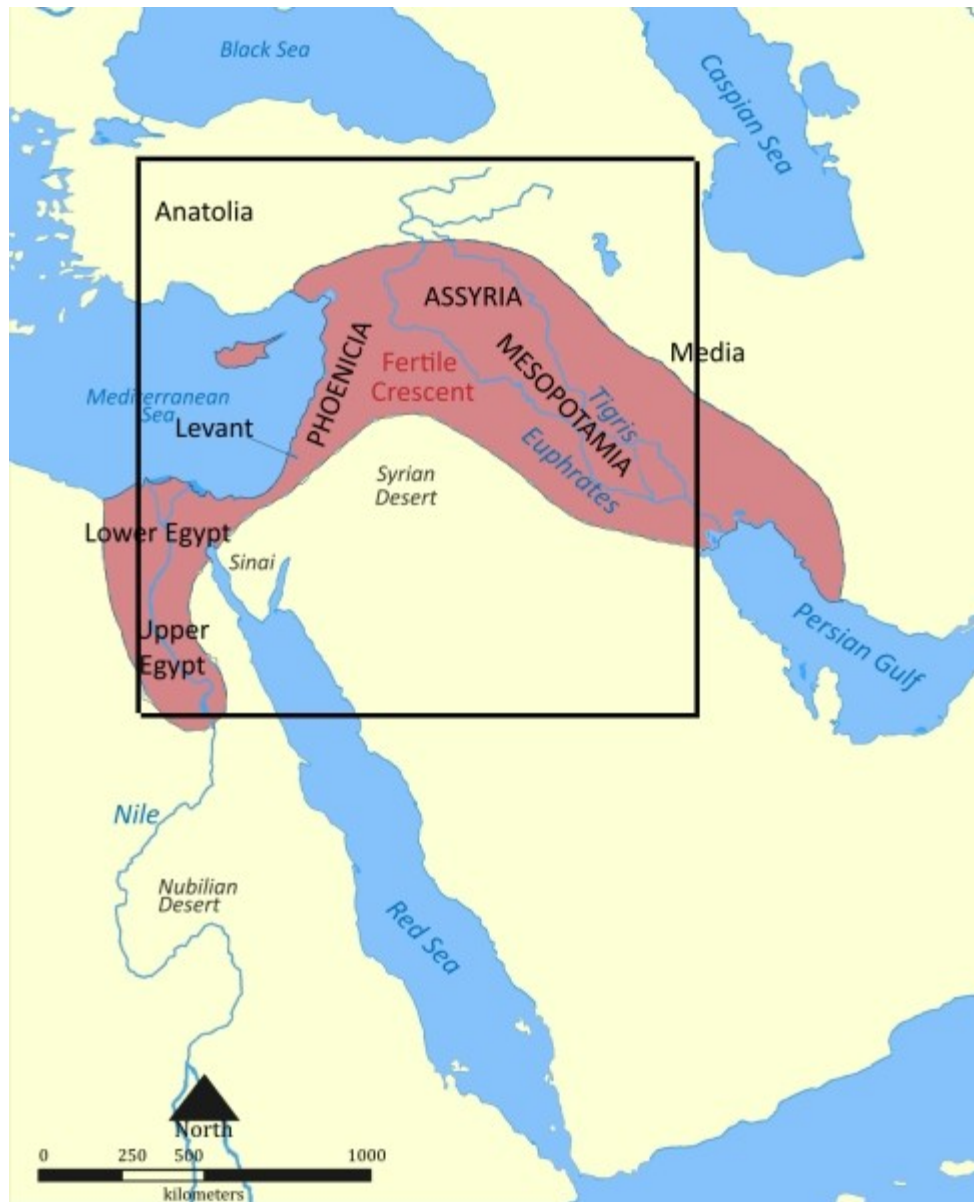 Black Sea
Caspian Sea
Anatolia
ASSYRIA
Media
PHOENICIA
Fertile
Crescent
MESOPOTAMIA
Tigris
Mediterranean
Sea
Levant
Euphrates
Syrian
Desert
Lower Egypt
Sinai
Upper
Egypt
Persian Gulf
Nile
Nubilian
Desert
Red Sea
North
0 250 500 1000
kilometers